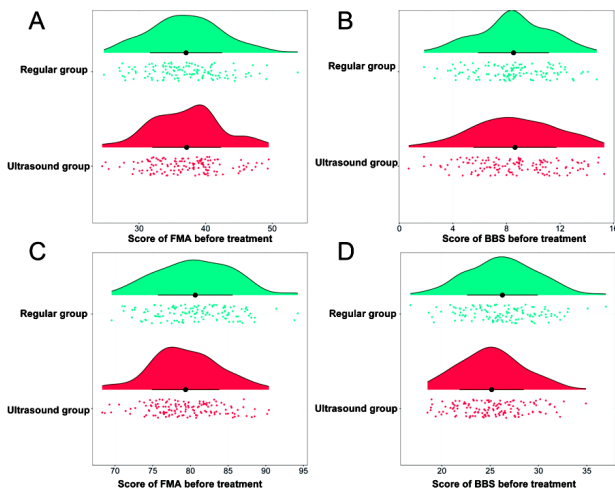 A
B
Regular group
Regular group
Ultrasound group
Ultrasound group
30 40 50
0 4 8 12 16
Score of FMA before treatment
Score of BBS before treatment
C
D
Regular group
Regular group
Ultrasound group
Ultrasound group
70 75 80 85 90 95
20 25 30 35
Score of FMA before treatment
Score of BBS before treatment